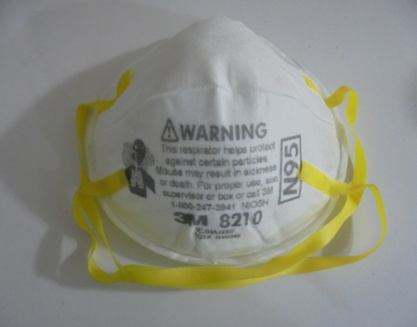 WARNING
This respirator helps protect
against certain particles.
Misuse may result in sickness
or death. For proper use, see
supervisor or box or call 3M
1-800-247-3941 NIOSH
3M 8210
N95